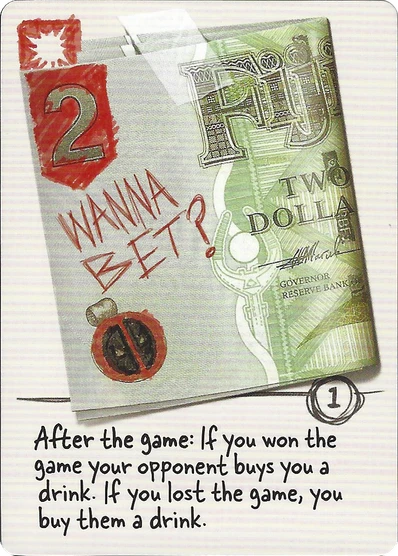 2
Fiji
WANNA
BET?
TWO
DOLLA
GOVERNOR
RESERVE BANK
1
After the game: If you won the
game your opponent buys you a
drink. If you lost the game, you
buy them a drink.